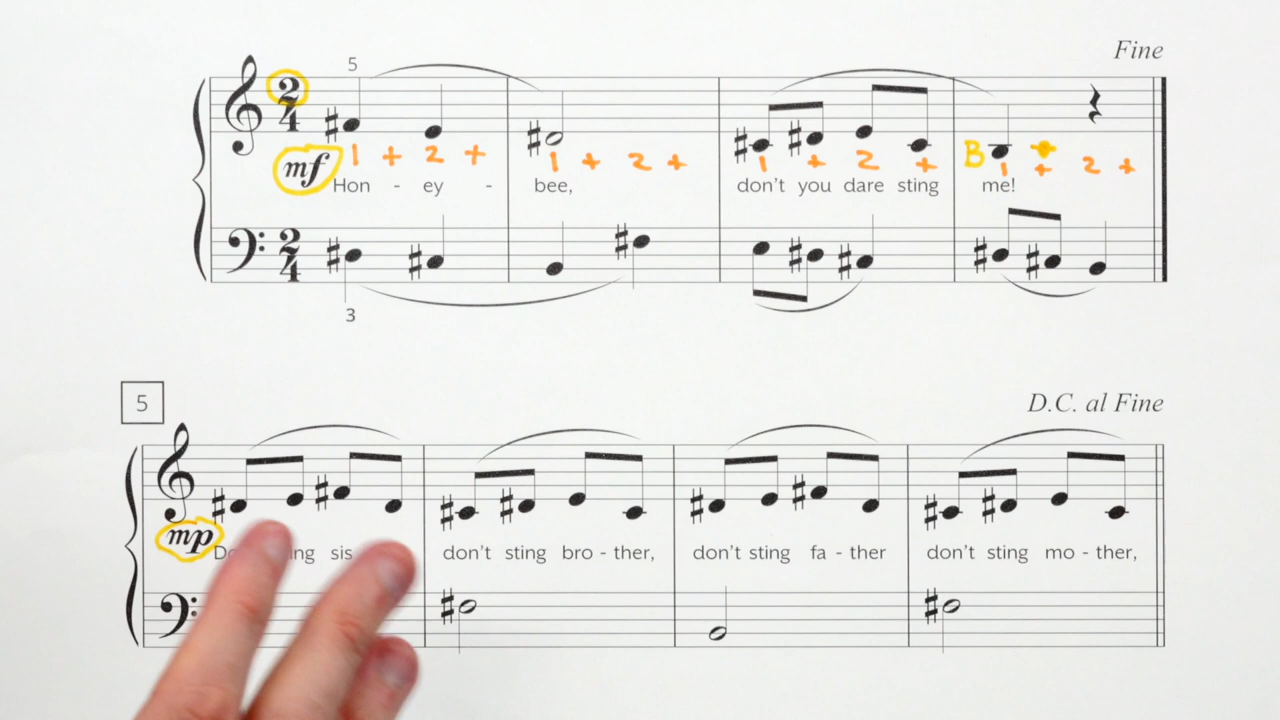 Fine
5
2
4
mf
1 + 2 +
1 + 2 +
1 + 2 +
B 1 + 2 +
Hon - ey - bee, don't you dare sting me!
2
4
3
5
D.C. al Fine
mp
don't sting bro - ther, don't sting fa - ther don't sting mo - ther,